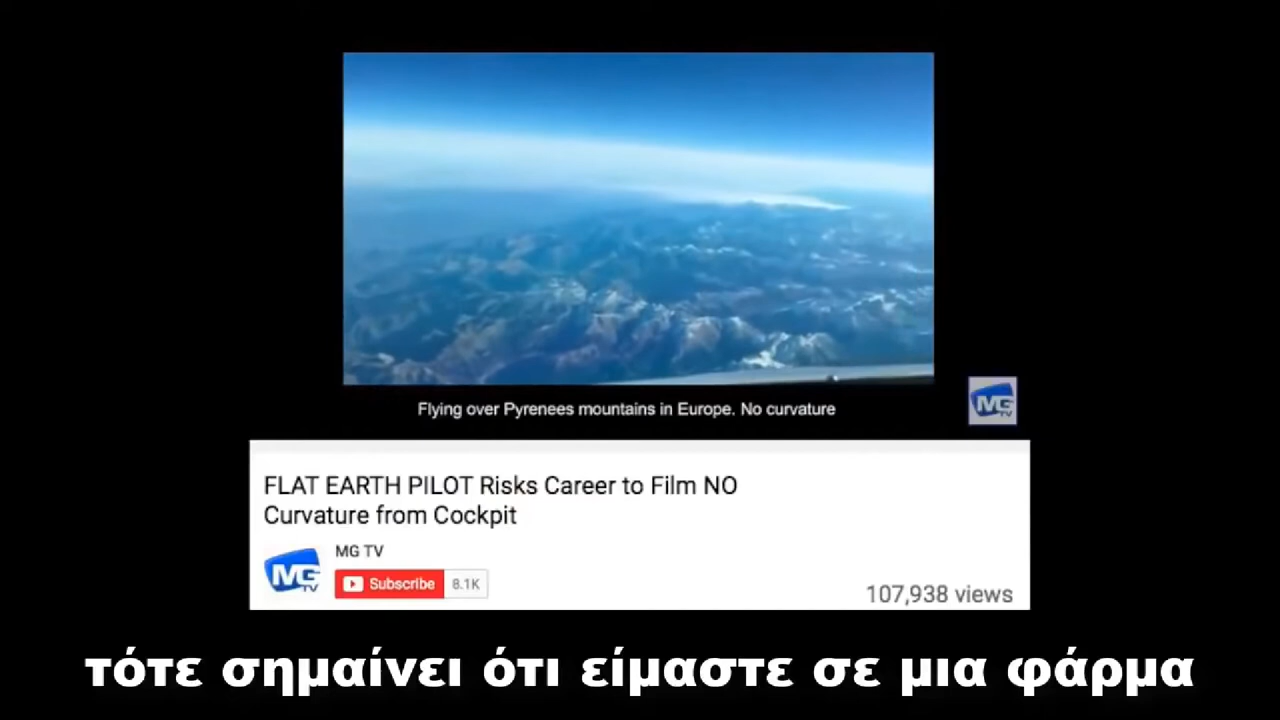 Flying over Pyrenees mountains in Europe. No curvature
MG
TV
FLAT EARTH PILOT Risks Career to Film NO
Curvature from Cockpit
MG
TV
MG TV
Subscribe 8.1K
107,938 views
τότε σημαίνει ότι είμαστε σε μια φάρμα